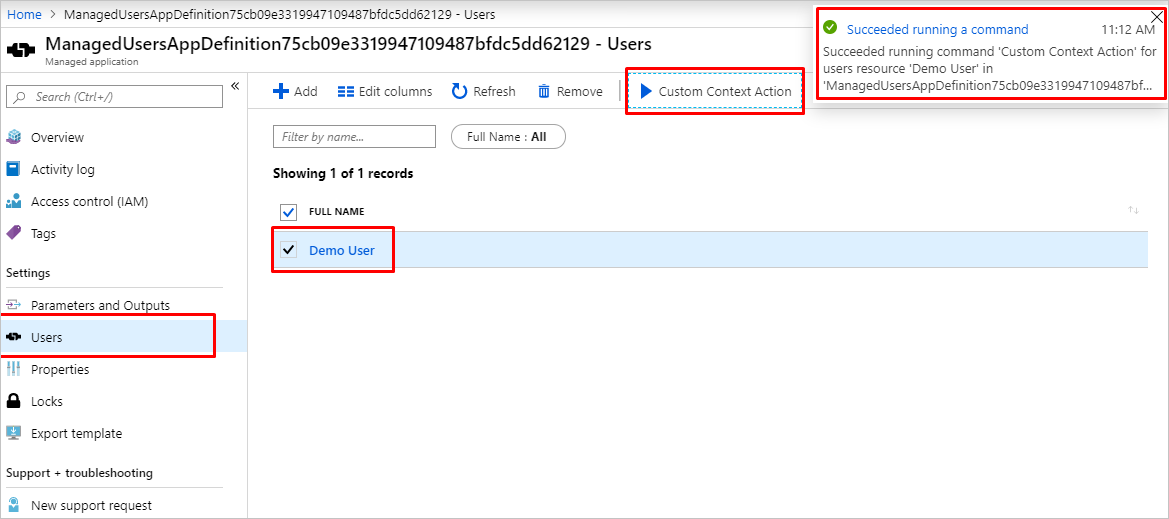 Home > ManagedUsersAppDefinition75cb09e3319947109487bfdc5dd62129 - Users
ManagedUsersAppDefinition75cb09e3319947109487bfdc5dd62129 - Users
Managed application
Search (Ctrl+/)
«
Overview
Activity log
Access control (IAM)
Tags
Settings
Parameters and Outputs
Users
Properties
Locks
Export template
Support + troubleshooting
New support request
Add
Edit columns
Refresh
Remove
Custom Context Action
Filter by name...
Full Name : All
Showing 1 of 1 records
FULL NAME
Demo User
Succeeded running a command 11:12 AM
Succeeded running command 'Custom Context Action' for
users resource 'Demo User' in
'ManagedUsersAppDefinition75cb09e3319947109487bf...